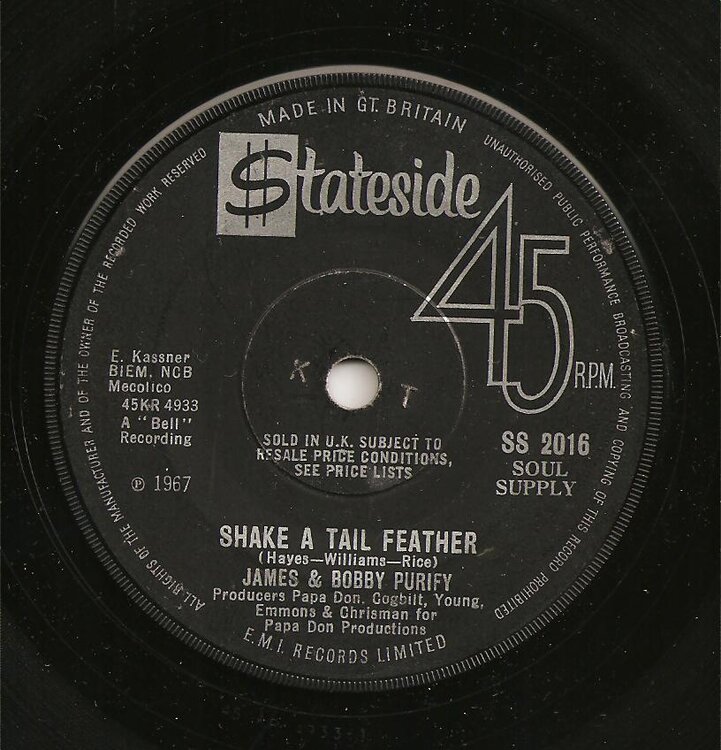 MADE IN GT. BRITAIN
UNAUTHORISED PUBLIC PERFORMANCE BROADCASTING AND COPYING OF THIS RECORD PROHIBITED
ALL RIGHTS OF THE MANUFACTURER AND OF THE OWNER OF THE RECORDED WORK RESERVED
$tateside
45 R.P.M.
E. Kassner
BIEM. NCB
Mecolico
45KR 4933
A "Bell"
Recording
℗ 1967
K T
SOLD IN U.K. SUBJECT TO
RESALE PRICE CONDITIONS,
SEE PRICE LISTS
SS 2016
SOUL
SUPPLY
SHAKE A TAIL FEATHER
(Hayes—Williams—Rice)
JAMES & BOBBY PURIFY
Producers Papa Don, Cogbilt, Young,
Emmons & Chrisman for
Papa Don Productions
E.M.I. RECORDS LIMITED